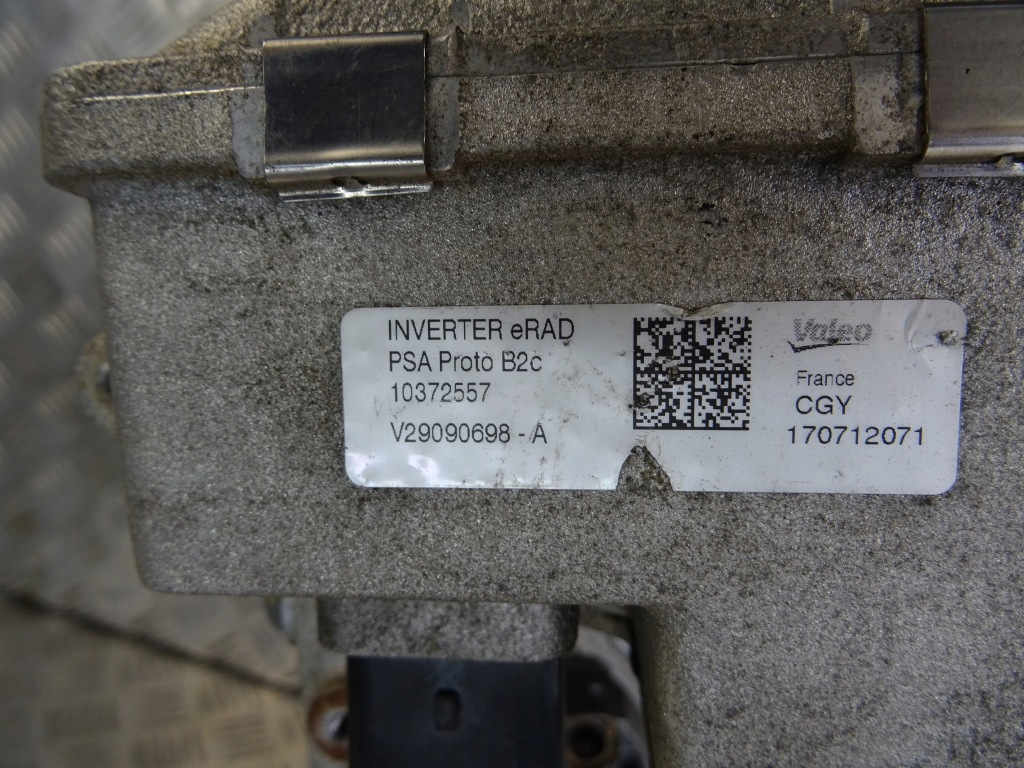 INVERTER eRAD
PSA Proto B2c
10372557
V29090698 - A
Valeo
France
CGY
170712071